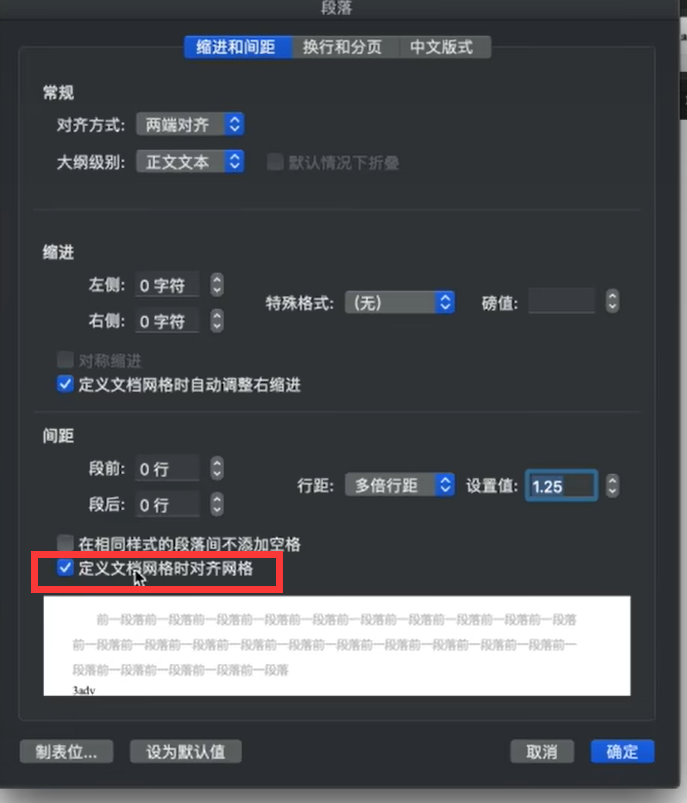 段落
缩进和间距 换行和分页 中文版式
常规
对齐方式: 两端对齐
大纲级别: 正文文本 默认情况下折叠
缩进
左侧: 0 字符
特殊格式: (无) 磅值:
右侧: 0 字符
对称缩进
定义文档网格时自动调整右缩进
间距
段前: 0 行
行距: 多倍行距 设置值: 1.25
段后: 0 行
在相同样式的段落间不添加空格
定义文档网格时对齐网格
前一段落前一段落前一段落前一段落前一段落前一段落前一段落前一段落前一段落前一段落
前一段落前一段落前一段落前一段落前一段落前一段落前一段落前一段落前一段落前一
段落前一段落前一段落前一段落前一段落
3adv
制表位... 设为默认值 取消 确定